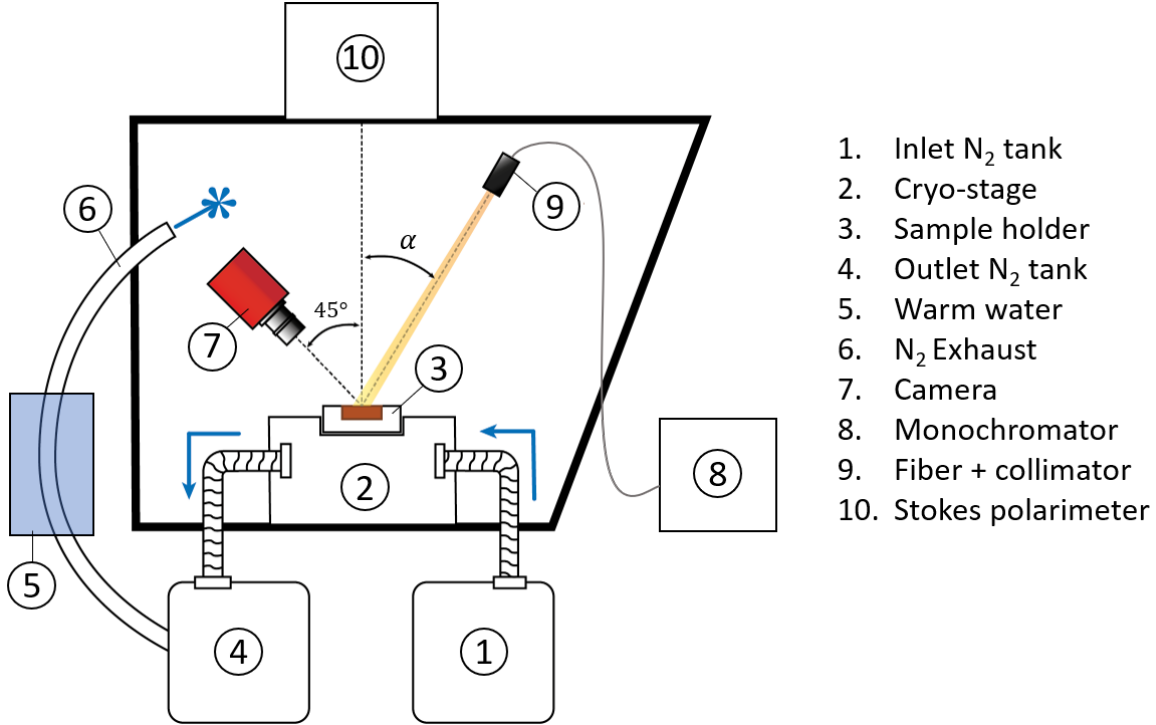 10
6
9
α
45°
7
3
2
8
5
4
1
1. Inlet N₂ tank
2. Cryo-stage
3. Sample holder
4. Outlet N₂ tank
5. Warm water
6. N₂ Exhaust
7. Camera
8. Monochromator
9. Fiber + collimator
10. Stokes polarimeter